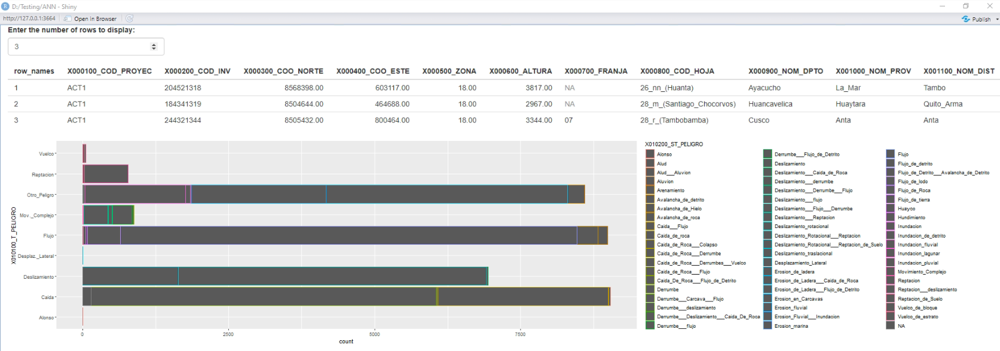 D:/Testing/ANN - Shiny
http://127.0.0.1:3664 Open in Browser Publish
Enter the number of rows to display:
3
row_names X000100_COD_PROYEC X000200_COD_INV X000300_COO_NORTE X000400_COO_ESTE X000500_ZONA X000600_ALTURA X000700_FRANJA X000800_COD_HOJA X000900_NOM_DPTO X001000_NOM_PROV X001100_NOM_DIST
1 ACT1 204521318 8568398.00 603117.00 18.00 3817.00 NA 26_nn_(Huanta) Ayacucho La_Mar Tambo
2 ACT1 184341319 8504644.00 464688.00 18.00 2967.00 NA 28_m_(Santiago_Chocorvos) Huancavelica Huaytara Quito_Arma
3 ACT1 244321344 8505432.00 800464.00 18.00 3344.00 07 28_r_(Tambobamba) Cusco Anta Anta
X010100_T_PELIGRO
Vuelco
Reptacion
Otro_Peligro
Mov._Complejo
Flujo
Desplaz._Lateral
Deslizamiento
Caida
Alonso
0 2500 5000 7500
count
X010200_ST_PELIGRO
Alonso
Alud
Alud___Aluvion
Aluvion
Arenamiento
Avalancha_de_detrito
Avalancha_de_Hielo
Avalancha_de_roca
Caida___Flujo
Caida_de_roca
Caida_de_Roca___Colapso
Caida_de_Roca___Derrumbe
Caida_de_Roca___Derrumbes___Vuelco
Caida_de_Roca___Flujo
Caida_De_Roca___Flujo_de_Detrito
Derrumbe
Derrumbe___Carcava___Flujo
Derrumbe___deslizamiento
Derrumbe___Deslizamiento___Caida_De_Roca
Derrumbe___flujo
Derrumbe___Flujo_de_Detrito
Deslizamiento
Deslizamiento___Caida_de_Roca
Deslizamiento___derrumbe
Deslizamiento___Derrumbe___Flujo
Deslizamiento___flujo
Deslizamiento___Flujo___Derrumbe
Deslizamiento___Reptacion
Deslizamiento_rotacional
Deslizamiento_Rotacional___Reptacion
Deslizamiento_Rotacional___Reptacion_de_Suelo
Deslizamiento_traslacional
Desplazamiento_Lateral
Erosion_de_ladera
Erosion_de_Ladera___Caida_de_Roca
Erosion_de_Ladera___Flujo_de_Detrito
Erosion_en_Carcavas
Erosion_fluvial
Erosion_Fluvial___Inundacion
Erosion_marina
Flujo
Flujo_de_detrito
Flujo_de_Detrito___Avalancha_de_Detrito
Flujo_de_lodo
Flujo_de_Roca
Flujo_de_tierra
Huayco
Hundimiento
Inundacion
Inundacion_de_detrito
Inundacion_fluvial
Inundacion_lagunar
Inundacion_pluvial
Movimiento_Complejo
Reptacion
Reptacion___deslizamiento
Reptacion_de_Suelo
Vuelco_de_bloque
Vuelco_de_estrato
NA